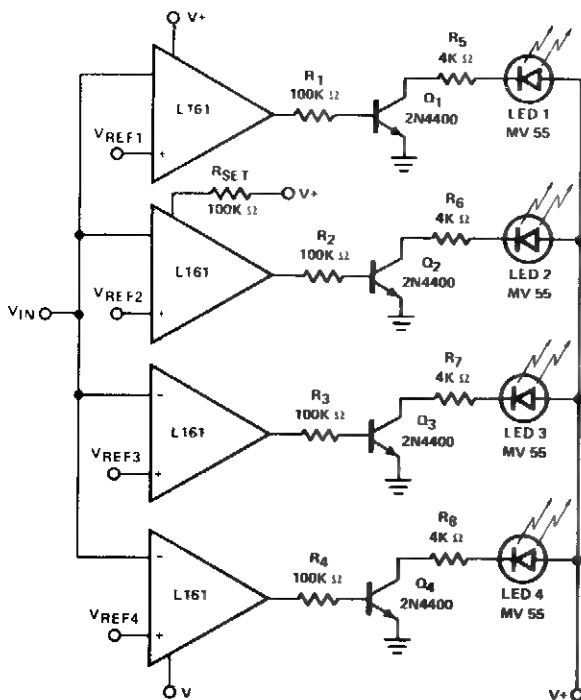 V+
L161
VREF1
+
R1
100K Ω
Q1
2N4400
R5
4K Ω
LED 1
MV 55
RSET
100K Ω
V+
L161
VREF2
+
R2
100K Ω
Q2
2N4400
R6
4K Ω
LED 2
MV 55
VIN
-
L161
VREF3
+
R3
100K Ω
Q3
2N4400
R7
4K Ω
LED 3
MV 55
-
L161
VREF4
+
R4
100K Ω
Q4
2N4400
R8
4K Ω
LED 4
MV 55
V
V+